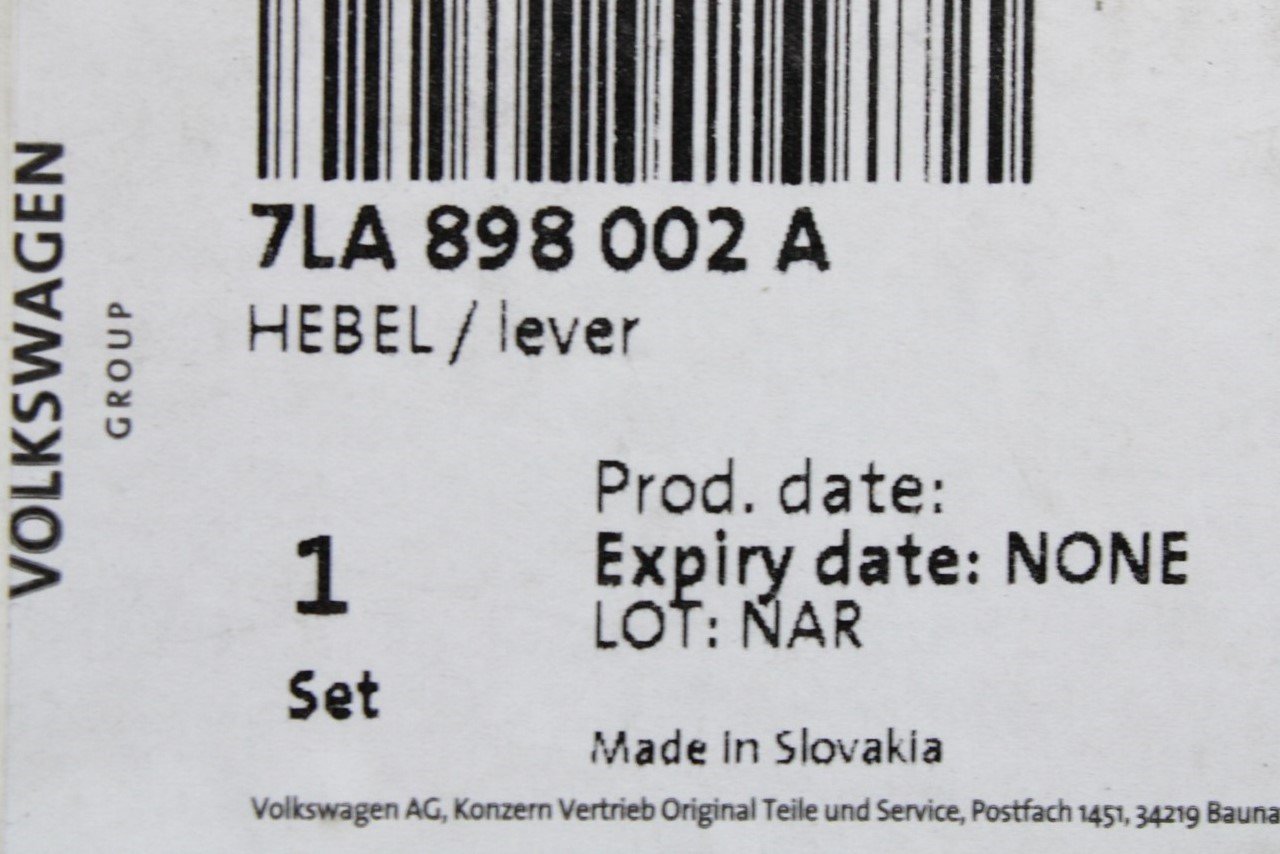 VOLKSWAGEN
GROUP
7LA 898 002 A
HEBEL / lever
Prod. date:
Expiry date: NONE
LOT: NAR
1
Set
Made in Slovakia
Volkswagen AG, Konzern Vertrieb Original Teile und Service, Postfach 1451, 34219 Bauna